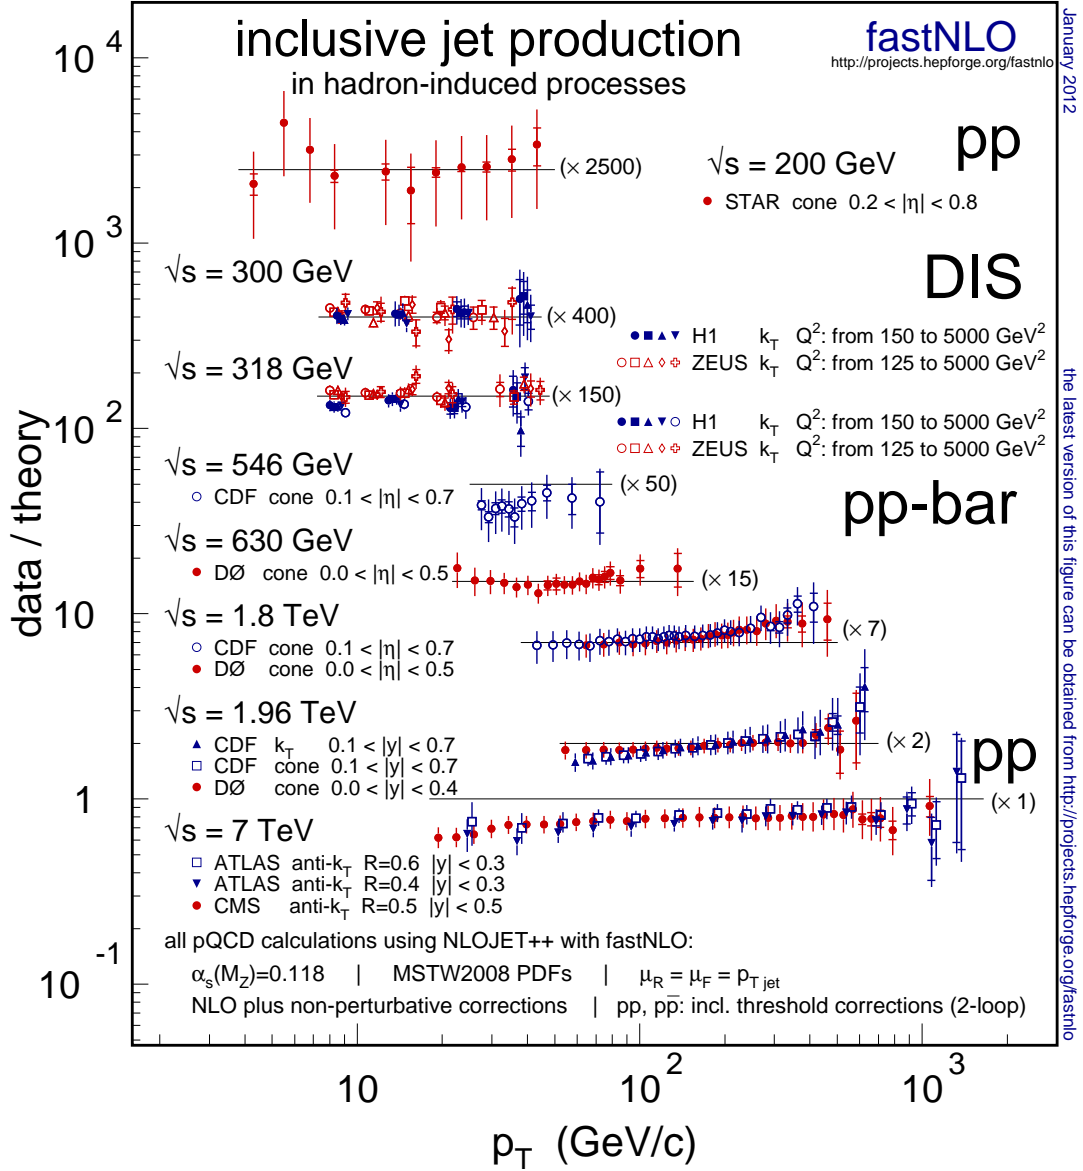 inclusive jet production
in hadron-induced processes
fastNLO
http://projects.hepforge.org/fastnlo
January 2012
the latest version of this figure can be obtained from http://projects.hepforge.org/fastnlo
pp
√s = 200 GeV
STAR cone 0.2 < |η| < 0.8
(× 2500)
DIS
√s = 300 GeV
(× 400)
H1 k_T Q²: from 150 to 5000 GeV²
ZEUS k_T Q²: from 125 to 5000 GeV²
√s = 318 GeV
(× 150)
H1 k_T Q²: from 150 to 5000 GeV²
ZEUS k_T Q²: from 125 to 5000 GeV²
pp-bar
√s = 546 GeV
(× 50)
CDF cone 0.1 < |η| < 0.7
√s = 630 GeV
DØ cone 0.0 < |η| < 0.5
(× 15)
√s = 1.8 TeV
(× 7)
CDF cone 0.1 < |η| < 0.7
DØ cone 0.0 < |η| < 0.5
√s = 1.96 TeV
CDF k_T 0.1 < |y| < 0.7
(× 2)
CDF cone 0.1 < |y| < 0.7
DØ cone 0.0 < |y| < 0.4
pp
(× 1)
√s = 7 TeV
ATLAS anti-k_T R=0.6 |y| < 0.3
ATLAS anti-k_T R=0.4 |y| < 0.3
CMS anti-k_T R=0.5 |y| < 0.5
all pQCD calculations using NLOJET++ with fastNLO:
α_s(M_Z)=0.118 | MSTW2008 PDFs | μ_R = μ_F = p_T jet
NLO plus non-perturbative corrections | pp, pp̅: incl. threshold corrections (2-loop)
data / theory
10⁴
10³
10²
10
1
10⁻¹
10 10² 10³
p_T (GeV/c)